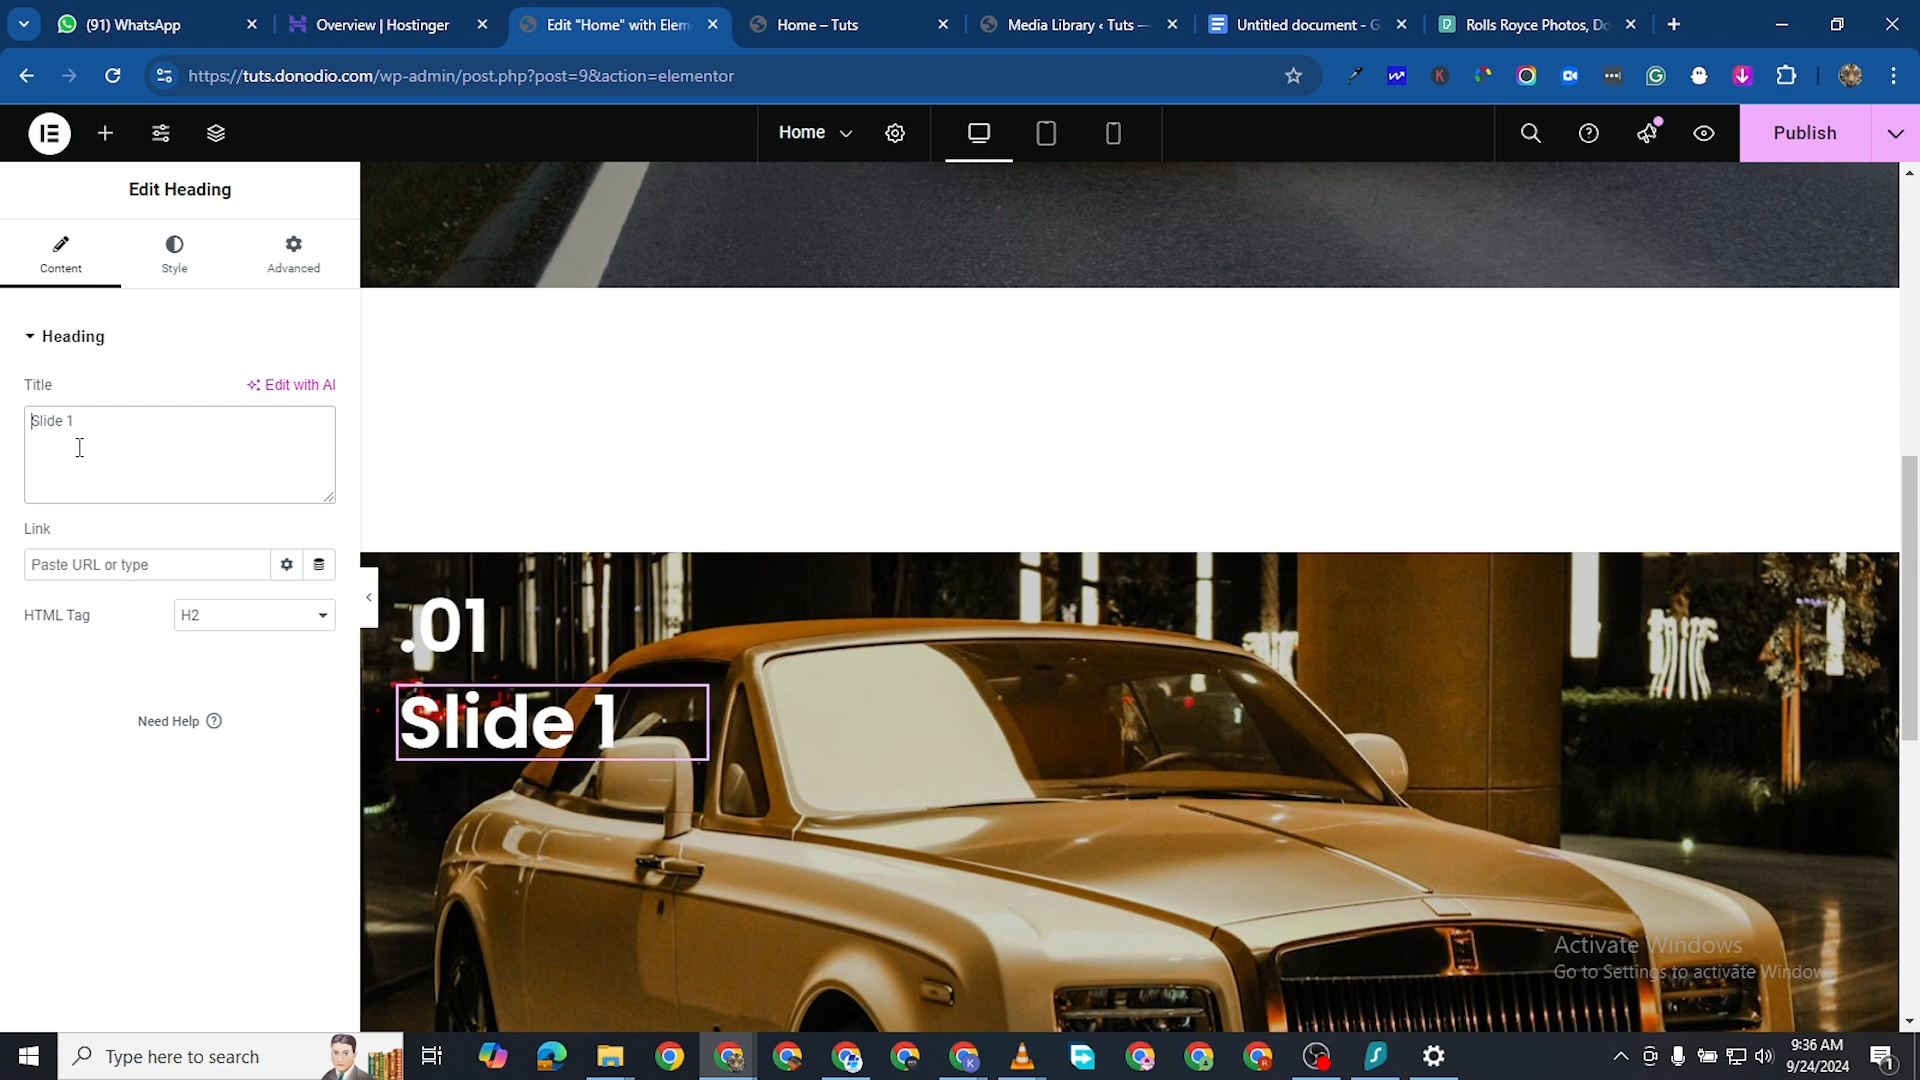 (91) WhatsApp
Overview | Hostinger
Edit "Home" with Elem
Home – Tuts
Media Library ‹ Tuts —
Untitled document - G
Rolls Royce Photos, Do
https://tuts.donodio.com/wp-admin/post.php?post=9&action=elementor
Home
Publish
Edit Heading
Content
Style
Advanced
Heading
Title
Edit with AI
Slide 1
Link
Paste URL or type
HTML Tag
H2
Need Help
.01
Slide 1
Activate Windows
Go to Settings to activate Windows.
Type here to search
9:36 AM
9/24/2024
1